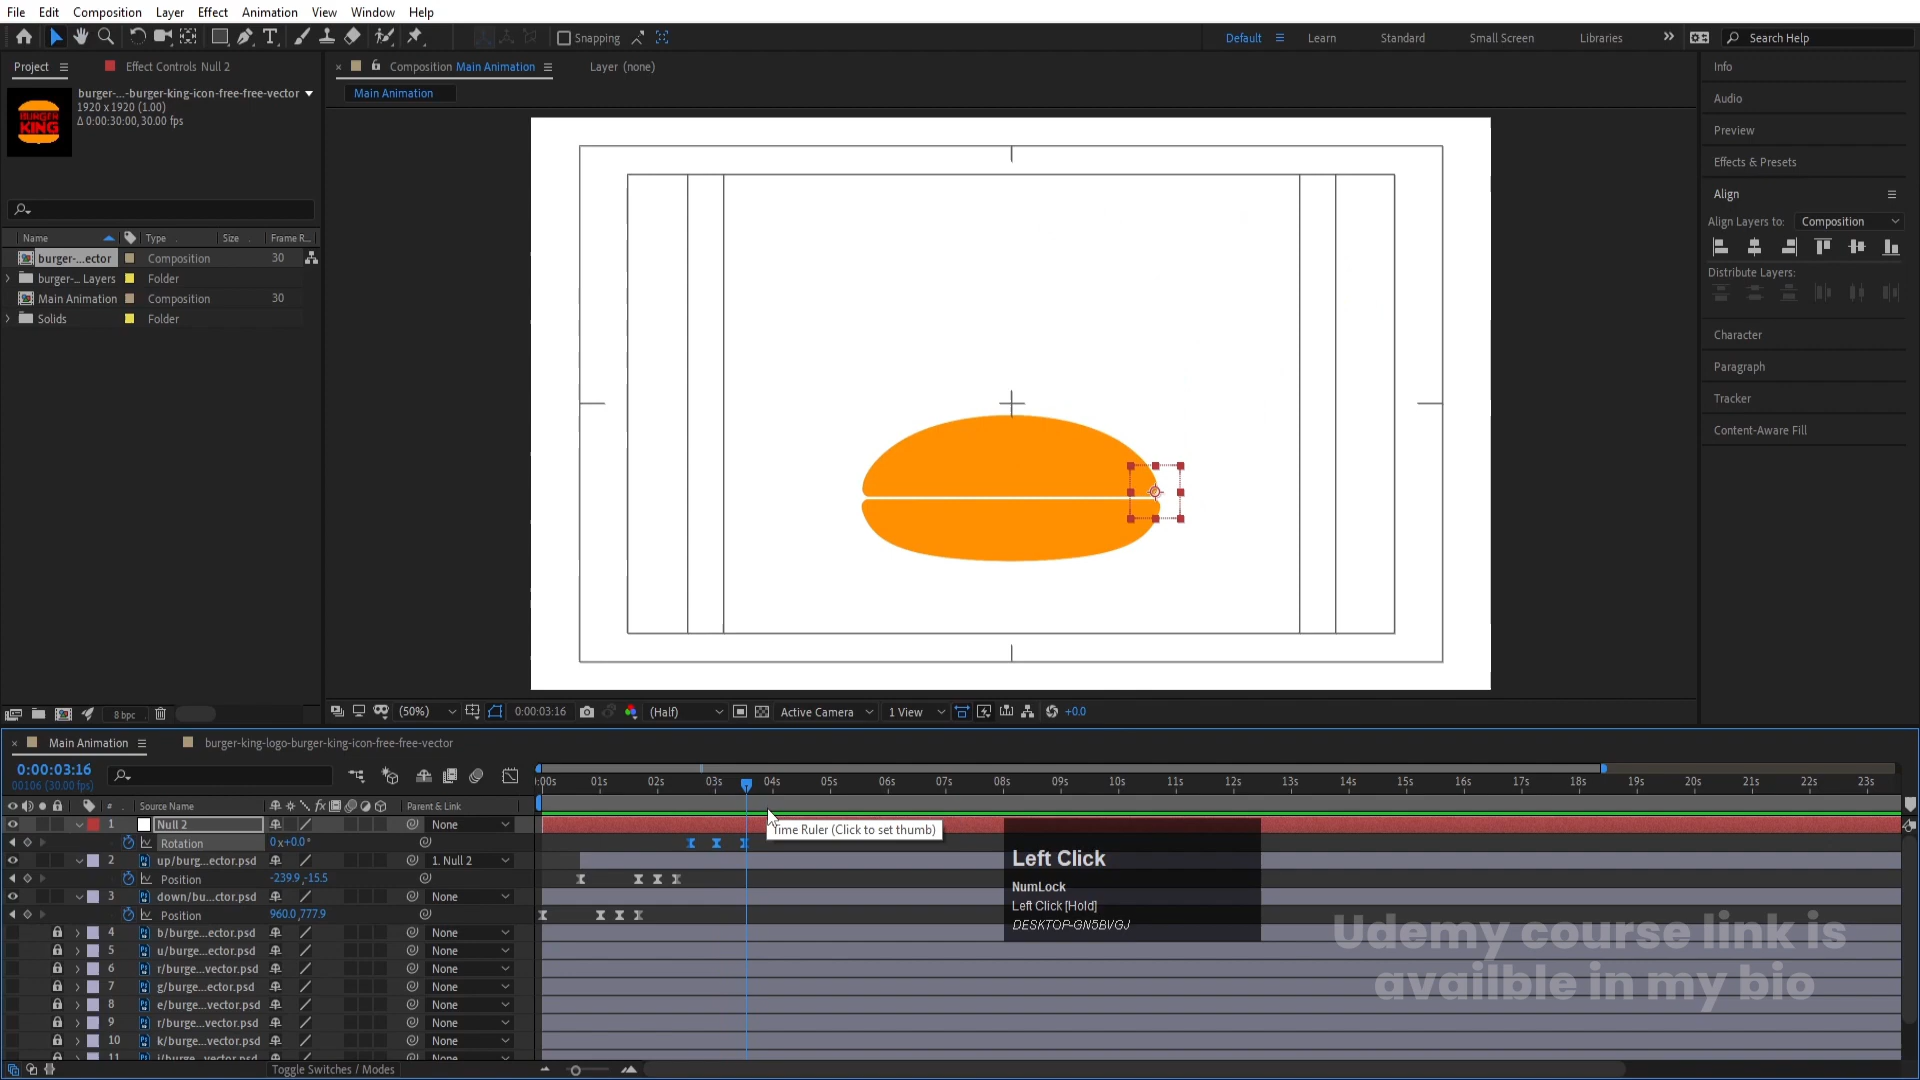 File Edit Composition Layer Effect Animation View Window Help
Snapping Default Learn Standard Small Screen Libraries Search Help
Project Effect Controls Null 2 Composition Main Animation Layer (none)
Info
Main Animation
burger-...-burger-king-icon-free-free-vector
1920 x 1920 (1.00)
Δ 0:00:30:00, 30.00 fps
BURGER
KING
Audio
Preview
Effects & Presets
Align
Align Layers to: Composition
Distribute Layers:
Character
Paragraph
Tracker
Content-Aware Fill
Name Type Size Frame R...
burger-...ector Composition 30
burger-... Layers Folder
Main Animation Composition 30
Solids Folder
8 bpc
(50%) 0:00:03:16 (Half) Active Camera 1 View +0.0
Main Animation burger-king-logo-burger-king-icon-free-free-vector
0:00:03:16
00106 (30.00 fps)
:00s 01s 02s 03s 04s 05s 06s 07s 08s 09s 10s 11s 12s 13s 14s 15s 16s 17s 18s 19s 20s 21s 22s 23s
# Source Name Parent & Link
1 Null 2 None
Rotation 0x+0.0°
2 up/burg...ector.psd 1. Null 2
Position -239.9,-15.5
3 down/bu...ctor.psd None
Position 960.0,777.9
4 b/burge...ector.psd None
5 u/burge...ector.psd None
6 r/burge...vector.psd None
7 g/burge...ector.psd None
8 e/burge...vector.psd None
9 r/burge...vector.psd None
10 k/burge...vector.psd None
11 i/burge...vector.psd None
Toggle Switches / Modes
Time Ruler (Click to set thumb)
Left Click
NumLock
Left Click [Hold]
DESKTOP-GN5BVGJ
Udemy course link is
availble in my bio